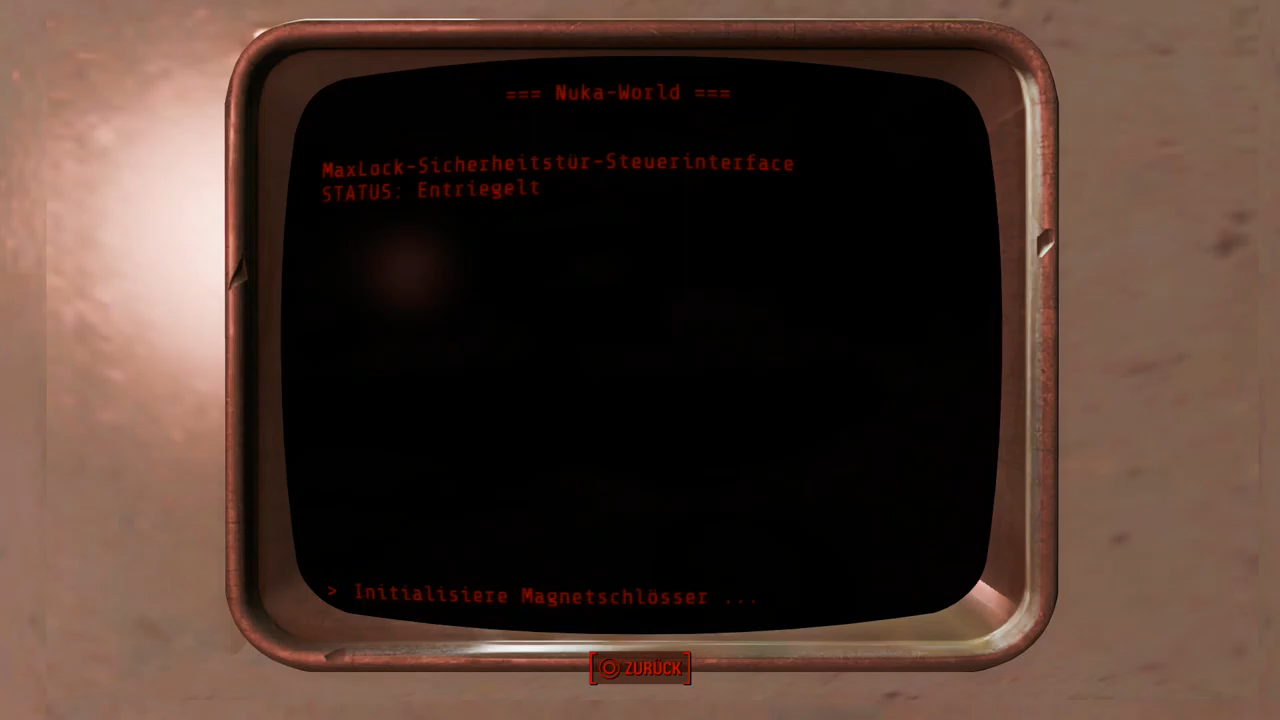 === Nuka-World ===
MaxLock-Sicherheitstür-Steuerinterface
STATUS: Entriegelt
> Initialisiere Magnetschlösser ...
ZURÜCK